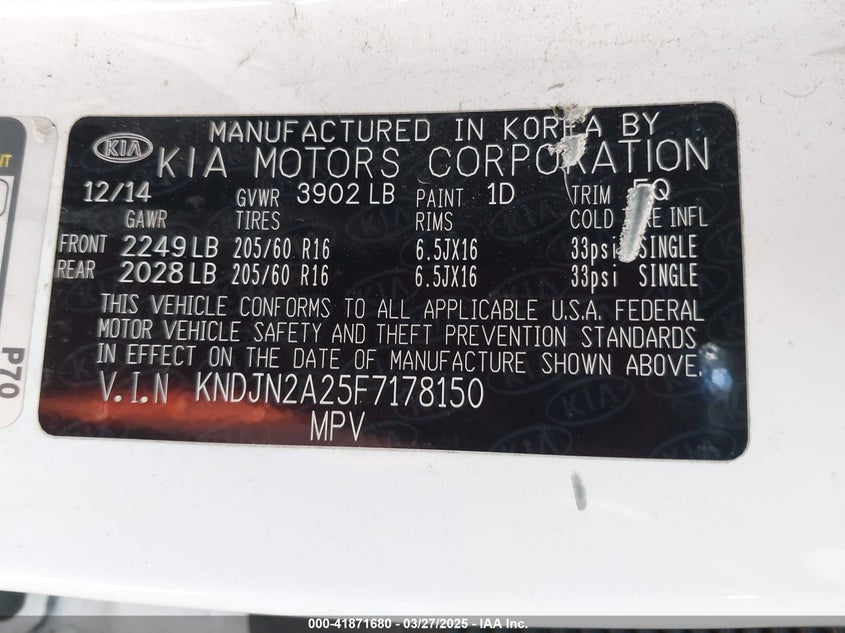 MANUFACTURED IN KOREA BY
KIA KIA MOTORS CORPORATION
12/14 GVWR 3902 LB PAINT 1D TRIM EQ
GAWR TIRES RIMS COLD TIRE INFL
FRONT 2249 LB 205/60 R16 6.5JX16 33psi SINGLE
REAR 2028 LB 205/60 R16 6.5JX16 33psi SINGLE
THIS VEHICLE CONFORMS TO ALL APPLICABLE U.S.A. FEDERAL
MOTOR VEHICLE SAFETY AND THEFT PREVENTION STANDARDS
IN EFFECT ON THE DATE OF MANUFACTURE SHOWN ABOVE.
V.I.N KNDJN2A25F7178150
MPV
P70
000-41871680 - 03/27/2025 - IAA Inc.